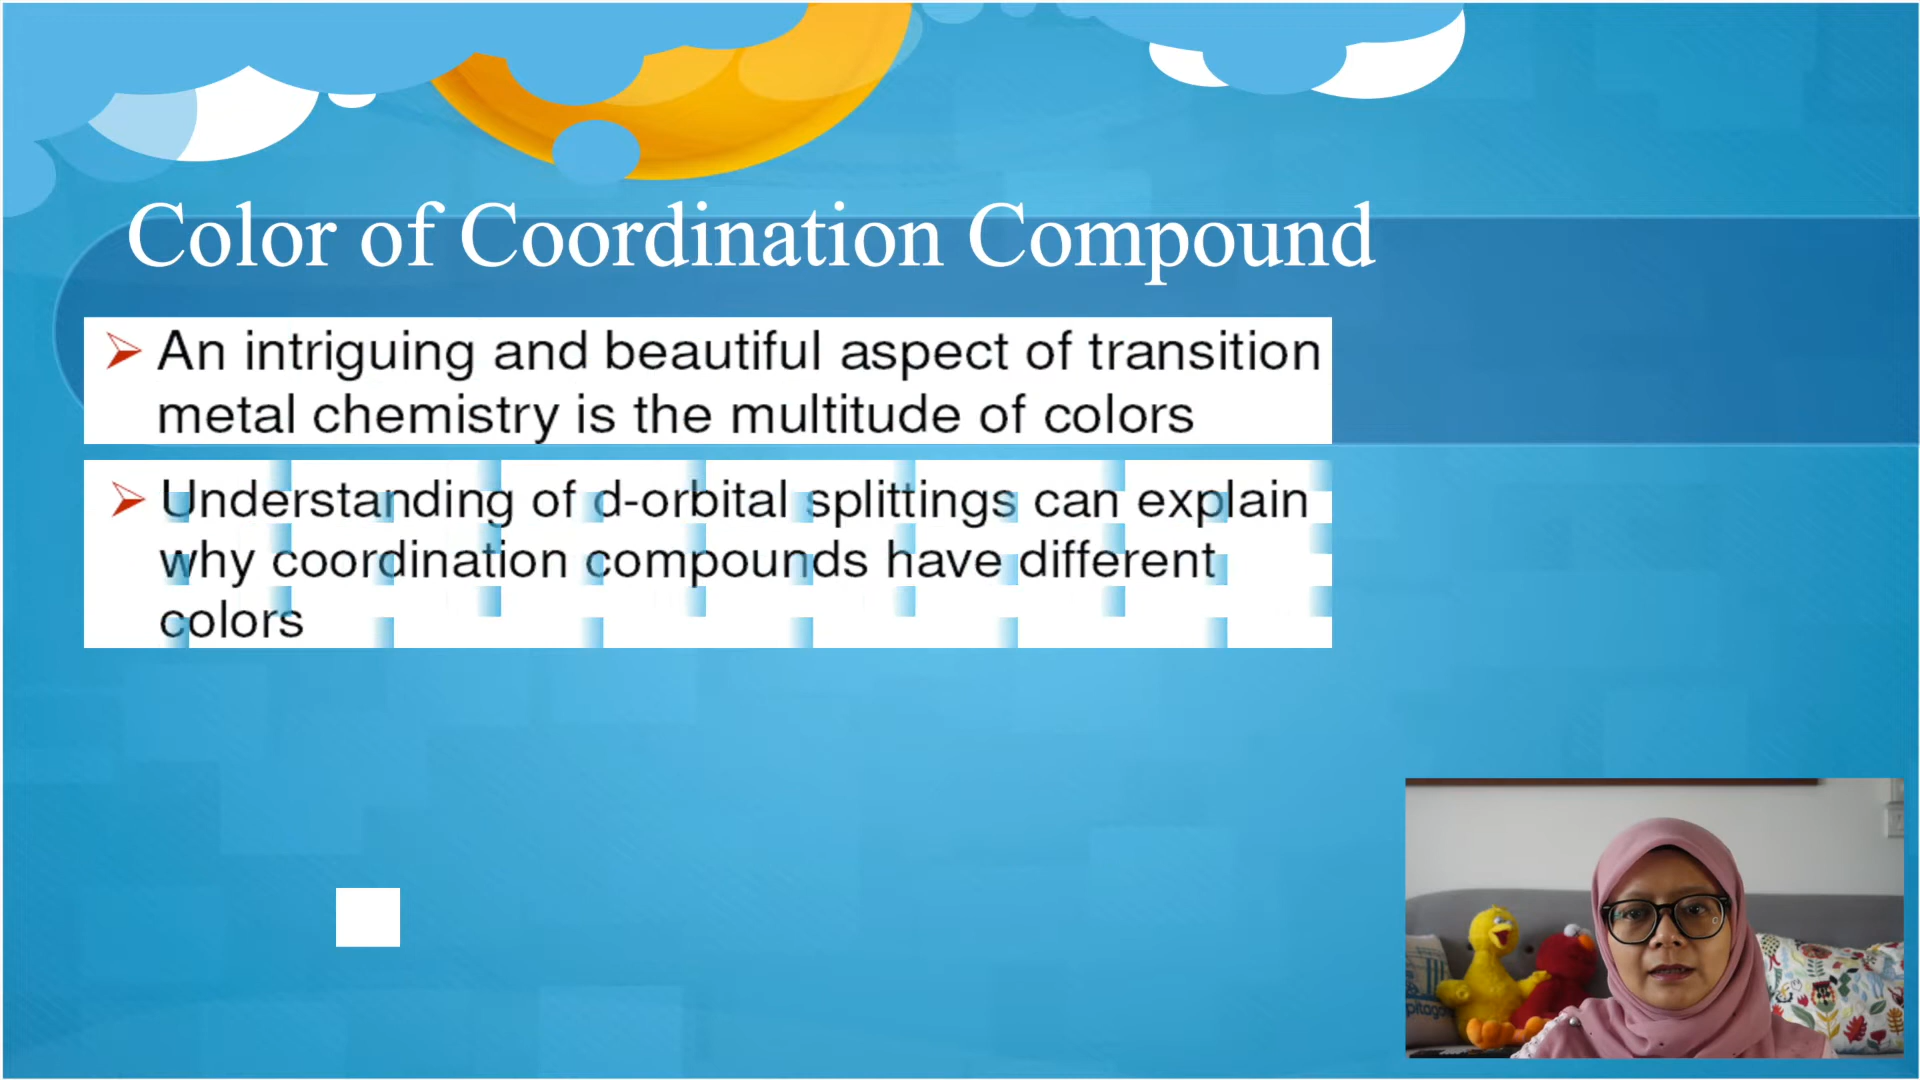 Color of Coordination Compound
An intriguing and beautiful aspect of transition
metal chemistry is the multitude of colors
Understanding of d-orbital splittings can explain
why coordination compounds have different
colors